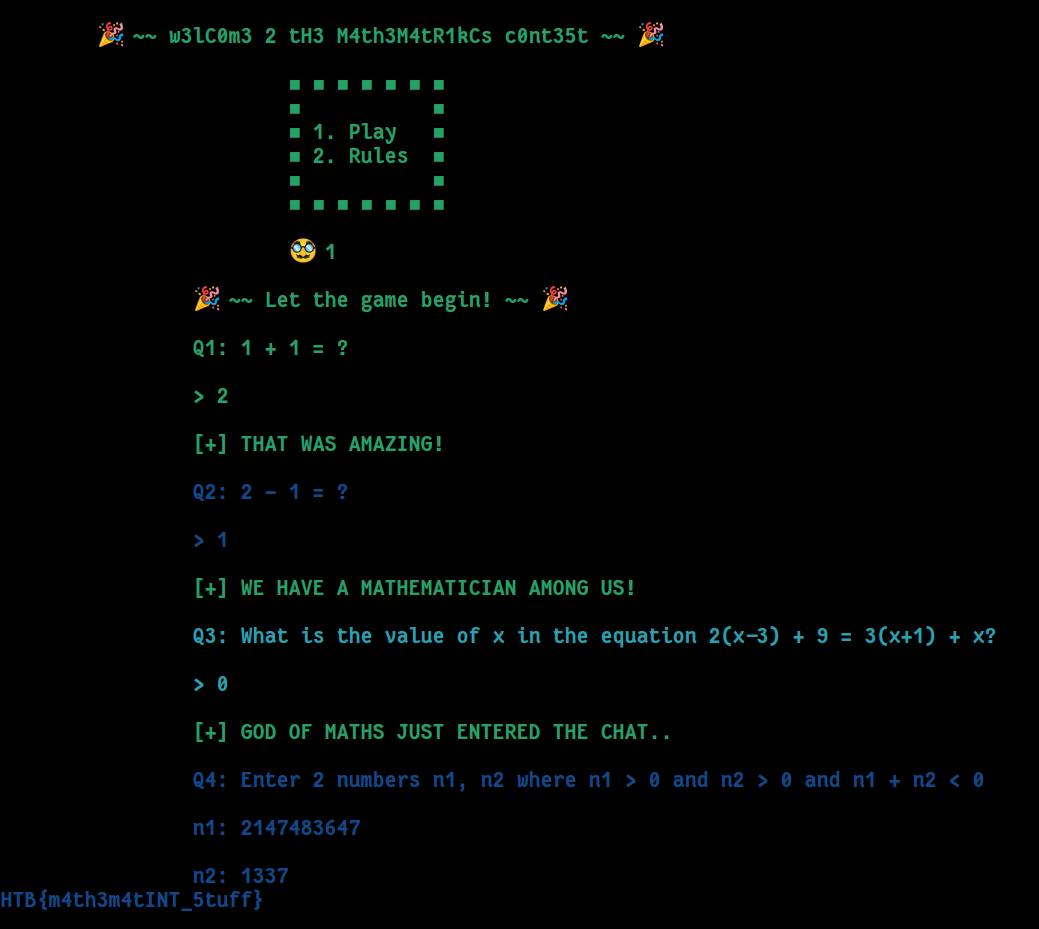 🎉 ~~ w3lC0m3 2 tH3 M4th3M4tR1kCs c0nt35t ~~ 🎉
■ ■ ■ ■ ■ ■ ■
■ ■
■ 1. Play ■
■ 2. Rules ■
■ ■
■ ■ ■ ■ ■ ■ ■
🥸 1
🎉 ~~ Let the game begin! ~~ 🎉
Q1: 1 + 1 = ?
> 2
[+] THAT WAS AMAZING!
Q2: 2 - 1 = ?
> 1
[+] WE HAVE A MATHEMATICIAN AMONG US!
Q3: What is the value of x in the equation 2(x-3) + 9 = 3(x+1) + x?
> 0
[+] GOD OF MATHS JUST ENTERED THE CHAT..
Q4: Enter 2 numbers n1, n2 where n1 > 0 and n2 > 0 and n1 + n2 < 0
n1: 2147483647
n2: 1337
HTB{m4th3m4tINT_5tuff}